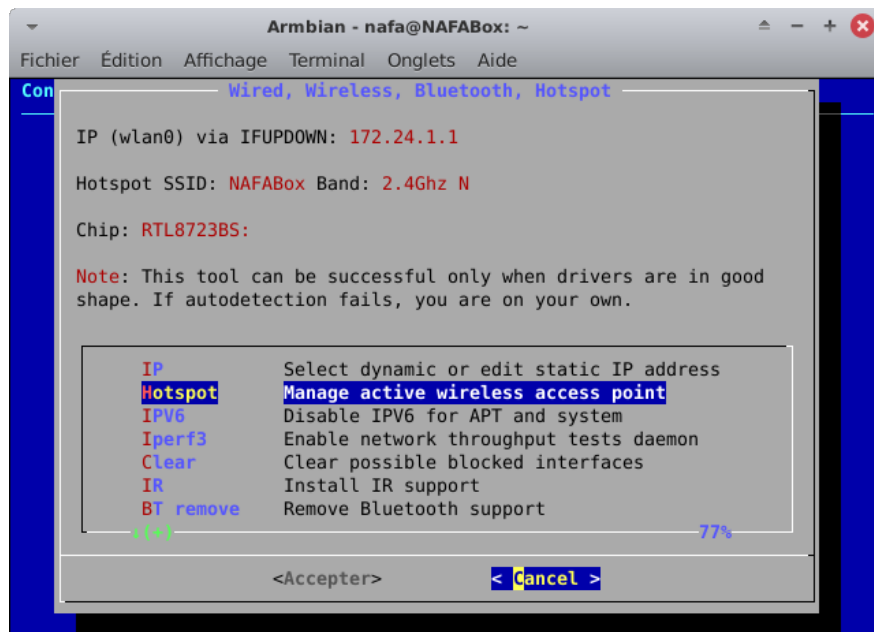 Armbian - nafa@NAFABox: ~
Fichier Édition Affichage Terminal Onglets Aide
Con
Wired, Wireless, Bluetooth, Hotspot
IP (wlan0) via IFUPDOWN: 172.24.1.1
Hotspot SSID: NAFABox Band: 2.4Ghz N
Chip: RTL8723BS:
Note: This tool can be successful only when drivers are in good
shape. If autodetection fails, you are on your own.
IP Select dynamic or edit static IP address
Hotspot Manage active wireless access point
IPV6 Disable IPV6 for APT and system
Iperf3 Enable network throughput tests daemon
Clear Clear possible blocked interfaces
IR Install IR support
BT remove Remove Bluetooth support
↓(+) 77%
<Accepter> < Cancel >